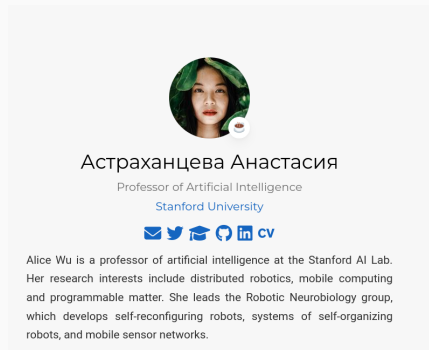 Астраханцева Анастасия
Professor of Artificial Intelligence
Stanford University
CV
Alice Wu is a professor of artificial intelligence at the Stanford AI Lab.
Her research interests include distributed robotics, mobile computing
and programmable matter. She leads the Robotic Neurobiology group,
which develops self-reconfiguring robots, systems of self-organizing
robots, and mobile sensor networks.